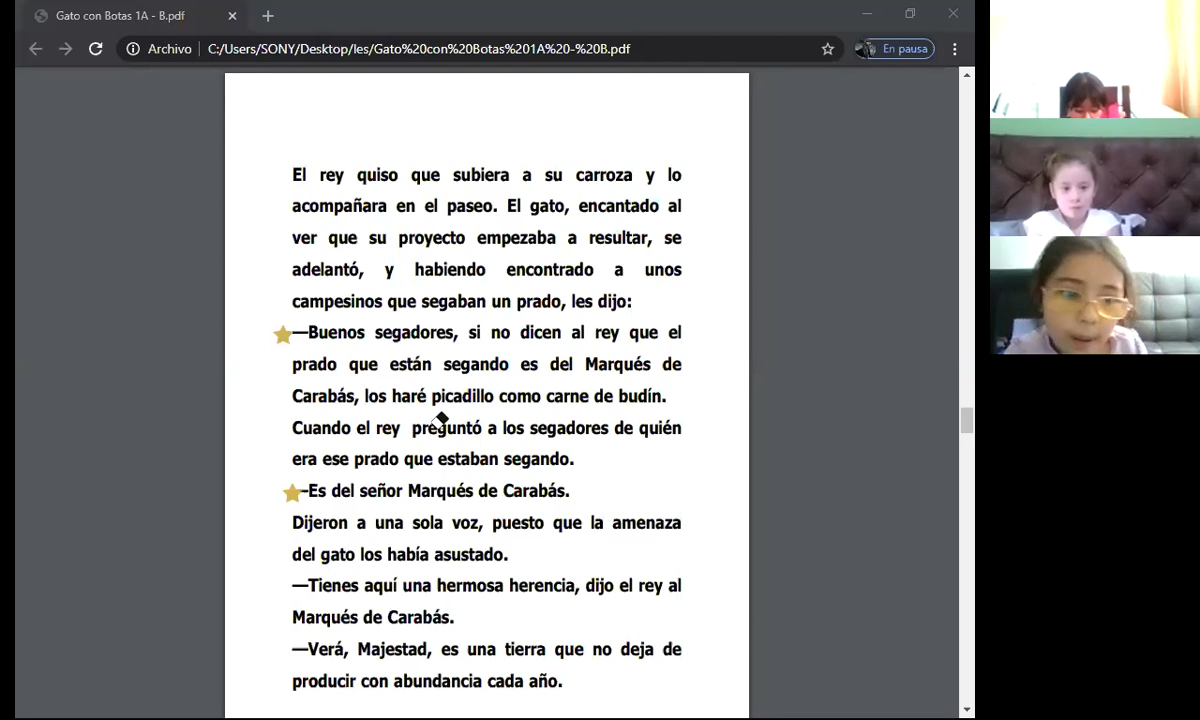 Gato con Botas 1A - B.pdf
Archivo
C:/Users/SONY/Desktop/les/Gato%20con%20Botas%201A%20-%20B.pdf
En pausa
El rey quiso que subiera a su carroza y lo
acompañara en el paseo. El gato, encantado al
ver que su proyecto empezaba a resultar, se
adelantó, y habiendo encontrado a unos
campesinos que segaban un prado, les dijo:
—Buenos segadores, si no dicen al rey que el
prado que están segando es del Marqués de
Carabás, los haré picadillo como carne de budín.
Cuando el rey preguntó a los segadores de quién
era ese prado que estaban segando.
—Es del señor Marqués de Carabás.
Dijeron a una sola voz, puesto que la amenaza
del gato los había asustado.
—Tienes aquí una hermosa herencia, dijo el rey al
Marqués de Carabás.
—Verá, Majestad, es una tierra que no deja de
producir con abundancia cada año.